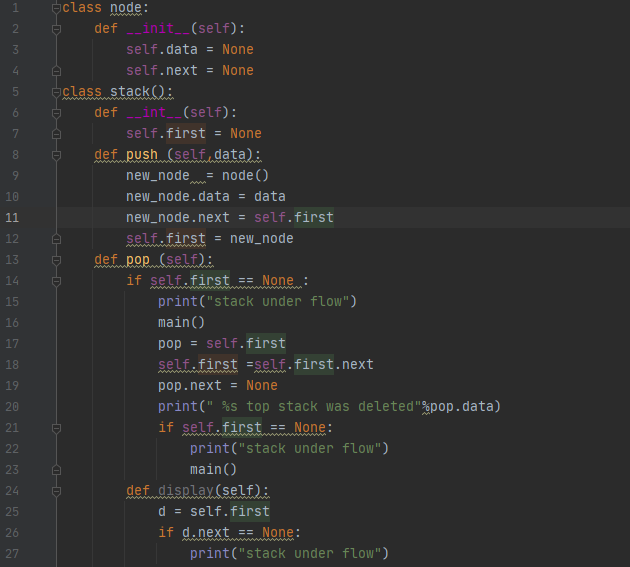 1 class node:
2     def __init__(self):
3         self.data = None
4         self.next = None
5 class stack():
6     def __int__(self):
7         self.first = None
8     def push (self,data):
9         new_node  = node()
10         new_node.data = data
11         new_node.next = self.first
12         self.first = new_node
13     def pop (self):
14         if self.first == None :
15             print("stack under flow")
16             main()
17             pop = self.first
18             self.first =self.first.next
19             pop.next = None
20             print(" %s top stack was deleted"%pop.data)
21             if self.first == None:
22                 print("stack under flow")
23                 main()
24         def display(self):
25             d = self.first
26             if d.next == None:
27                 print("stack under flow")